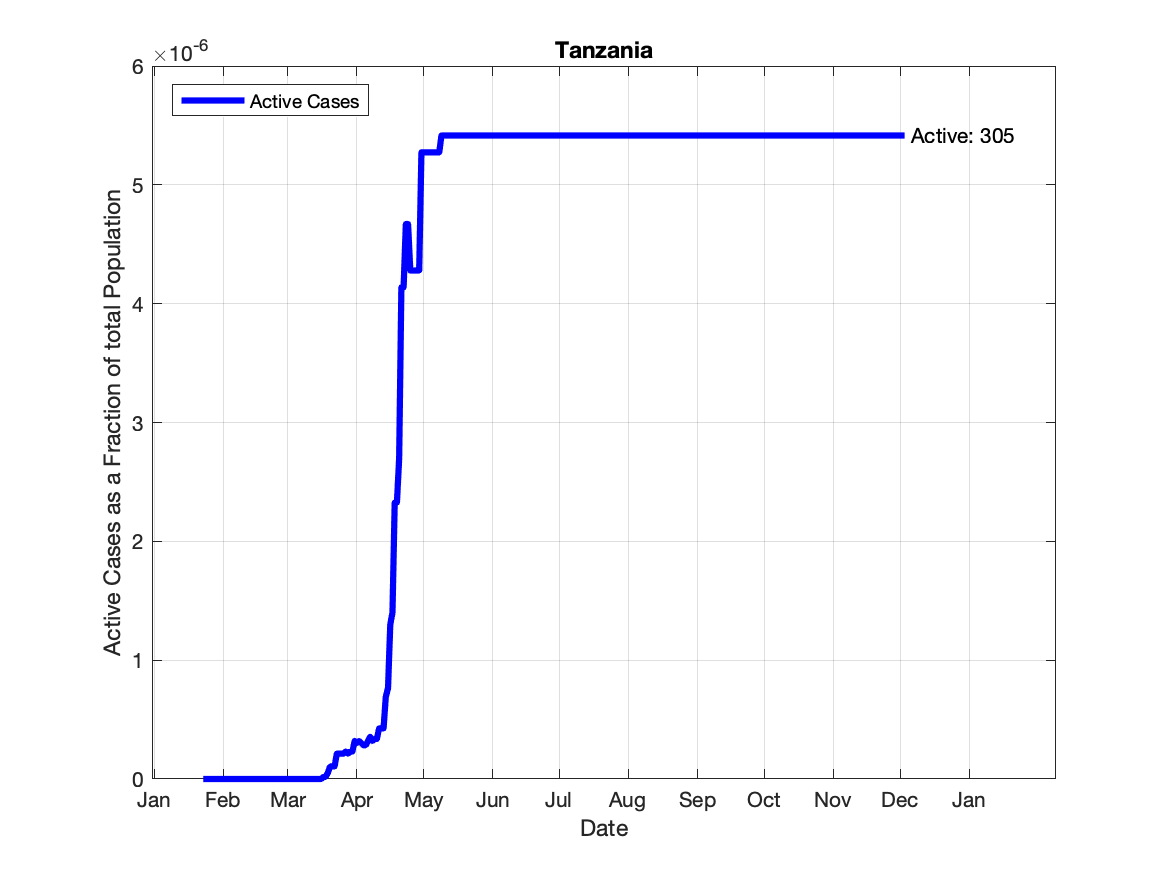 Tanzania
×10-6
Active Cases
Active: 305
6
5
4
3
2
1
0
Active Cases as a Fraction of total Population
Jan Feb Mar Apr May Jun Jul Aug Sep Oct Nov Dec Jan
Date